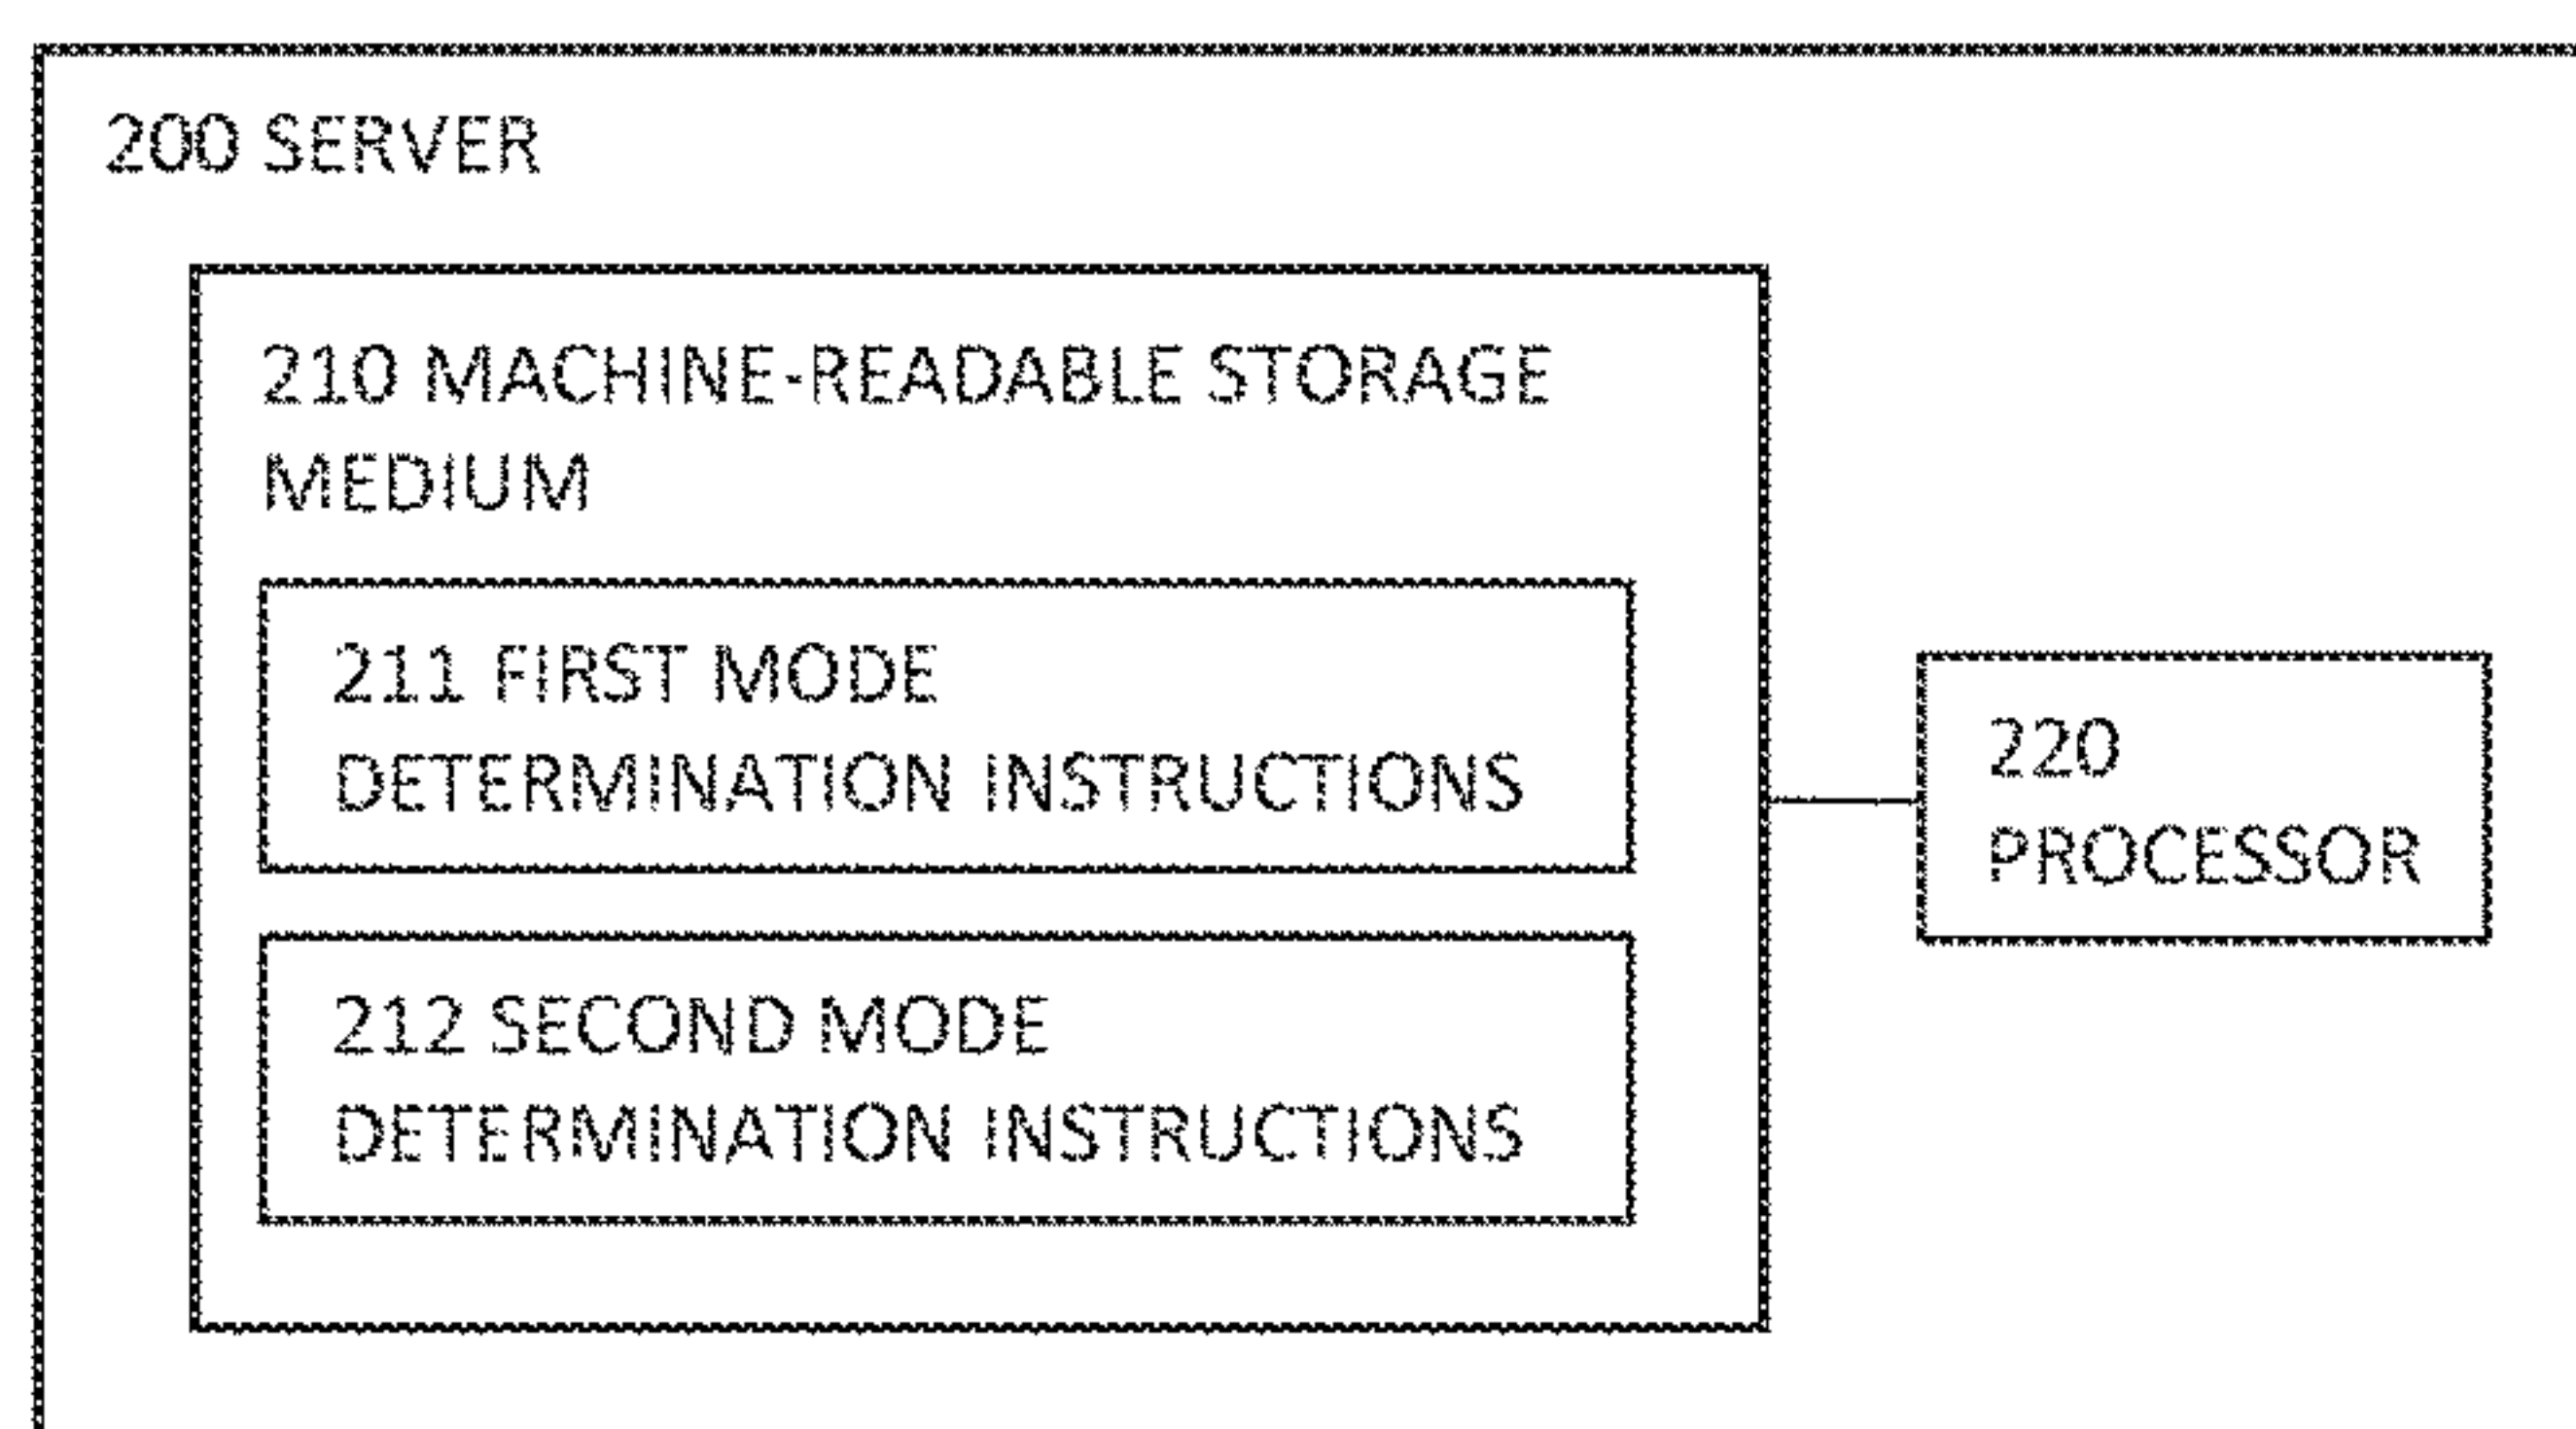 200 SERVER
210 MACHINE-READABLE STORAGE
MEDIUM
211 FIRST MODE
DETERMINATION INSTRUCTIONS
212 SECOND MODE
DETERMINATION INSTRUCTIONS
220
PROCESSOR